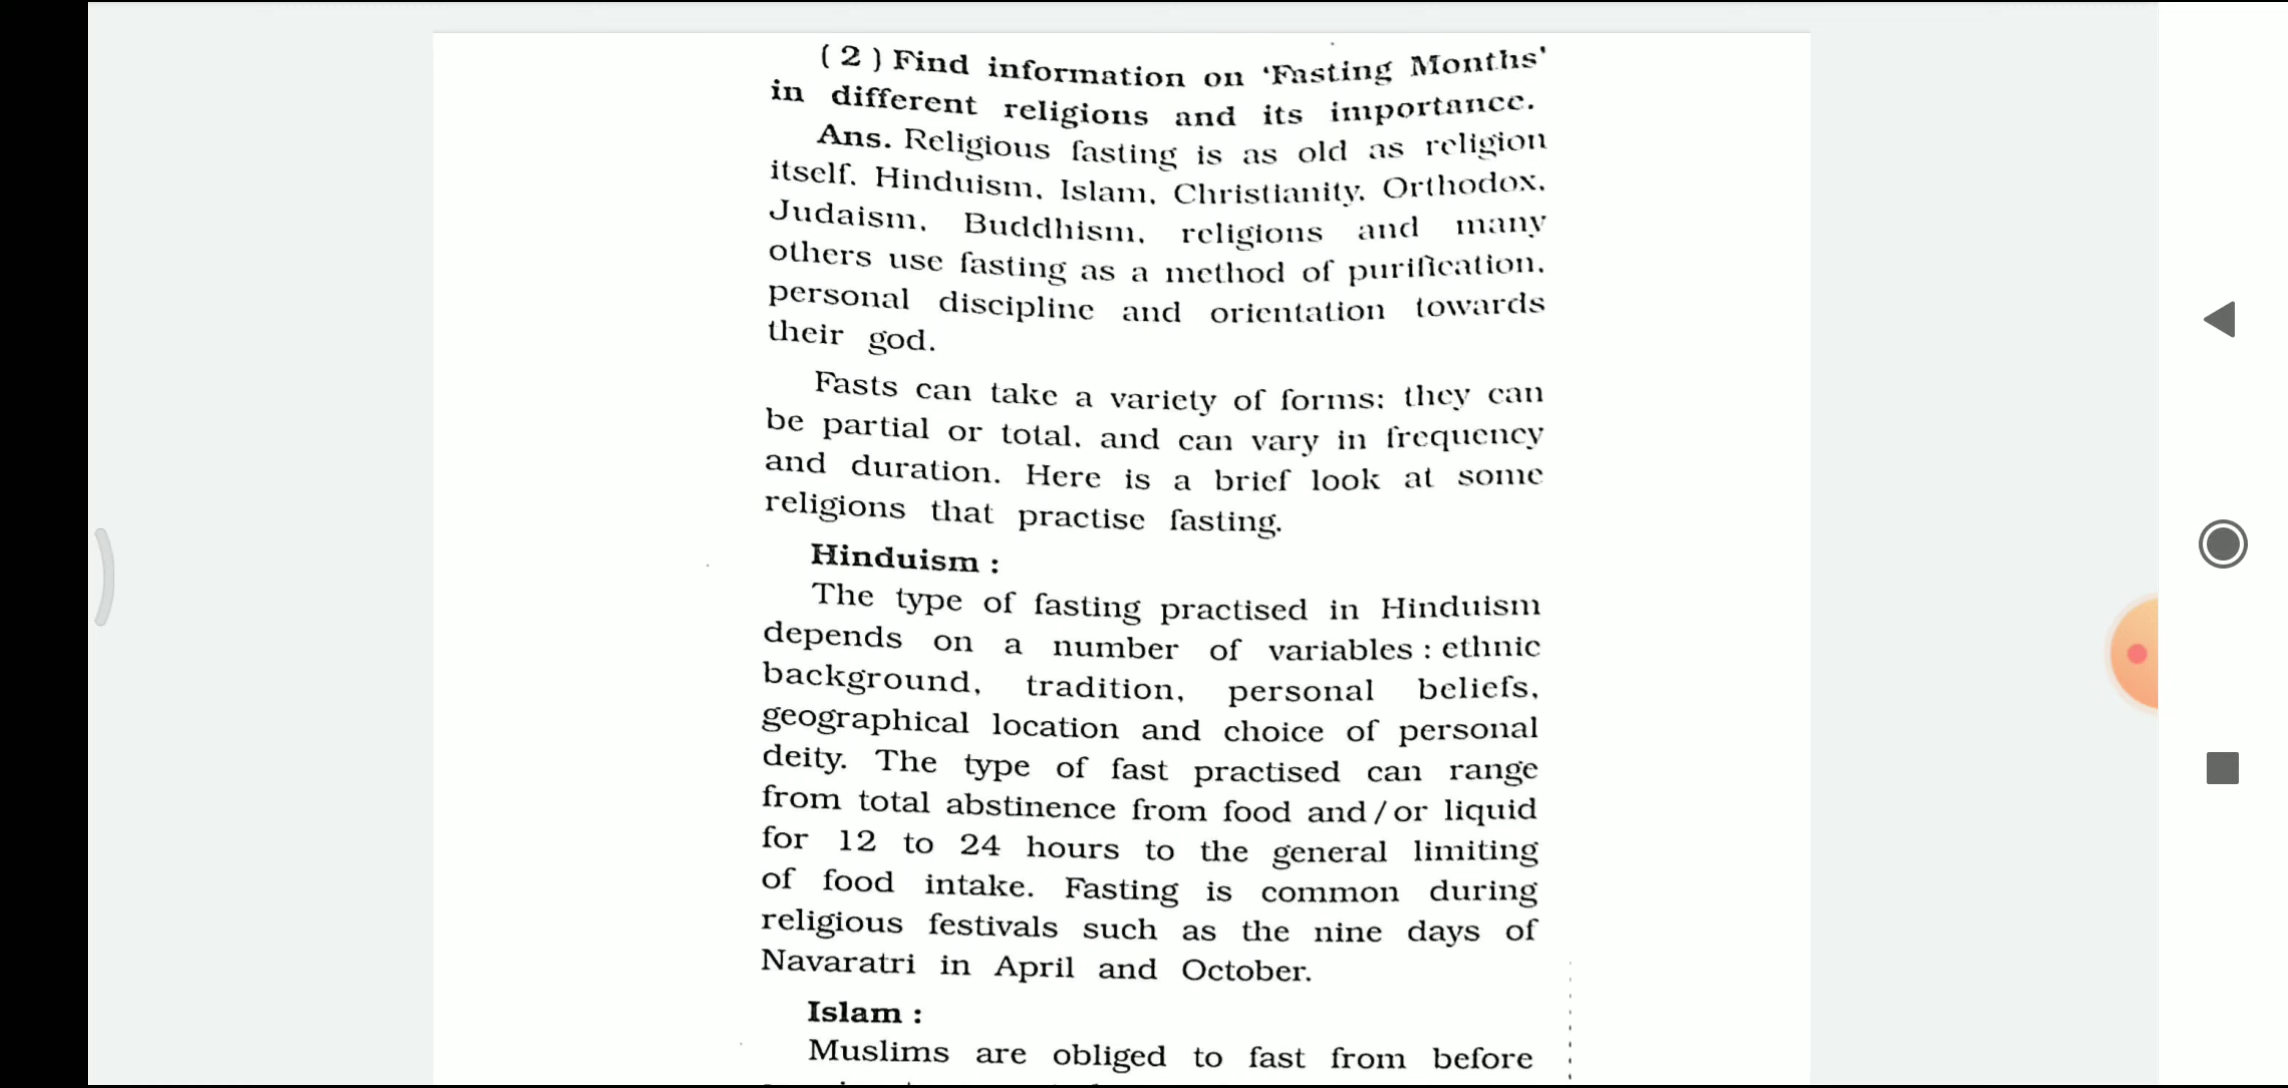 ( 2 ) Find information on ‘Fasting Months’
in different religions and its importance.
Ans. Religious fasting is as old as religion
itself. Hinduism, Islam, Christianity, Orthodox,
Judaism, Buddhism, religions and many
others use fasting as a method of purification,
personal discipline and orientation towards
their god.
Fasts can take a variety of forms: they can
be partial or total, and can vary in frequency
and duration. Here is a brief look at some
religions that practise fasting.
Hinduism :
The type of fasting practised in Hinduism
depends on a number of variables : ethnic
background, tradition, personal beliefs,
geographical location and choice of personal
deity. The type of fast practised can range
from total abstinence from food and / or liquid
for 12 to 24 hours to the general limiting
of food intake. Fasting is common during
religious festivals such as the nine days of
Navaratri in April and October.
Islam :
Muslims are obliged to fast from before